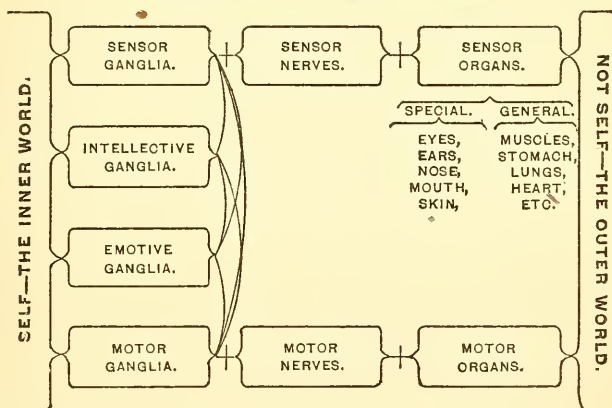 SELF—THE INNER WORLD.
SENSOR
GANGLIA.
SENSOR
NERVES.
SENSOR
ORGANS.
SPECIAL. GENERAL.
EYES,
EARS,
NOSE,
MOUTH,
SKIN,
MUSCLES,
STOMACH,
LUNGS,
HEART,
ETC.
INTELLECTIVE
GANGLIA.
EMOTIVE
GANGLIA.
MOTOR
GANGLIA.
MOTOR
NERVES.
MOTOR
ORGANS.
NOT SELF—THE OUTER WORLD.